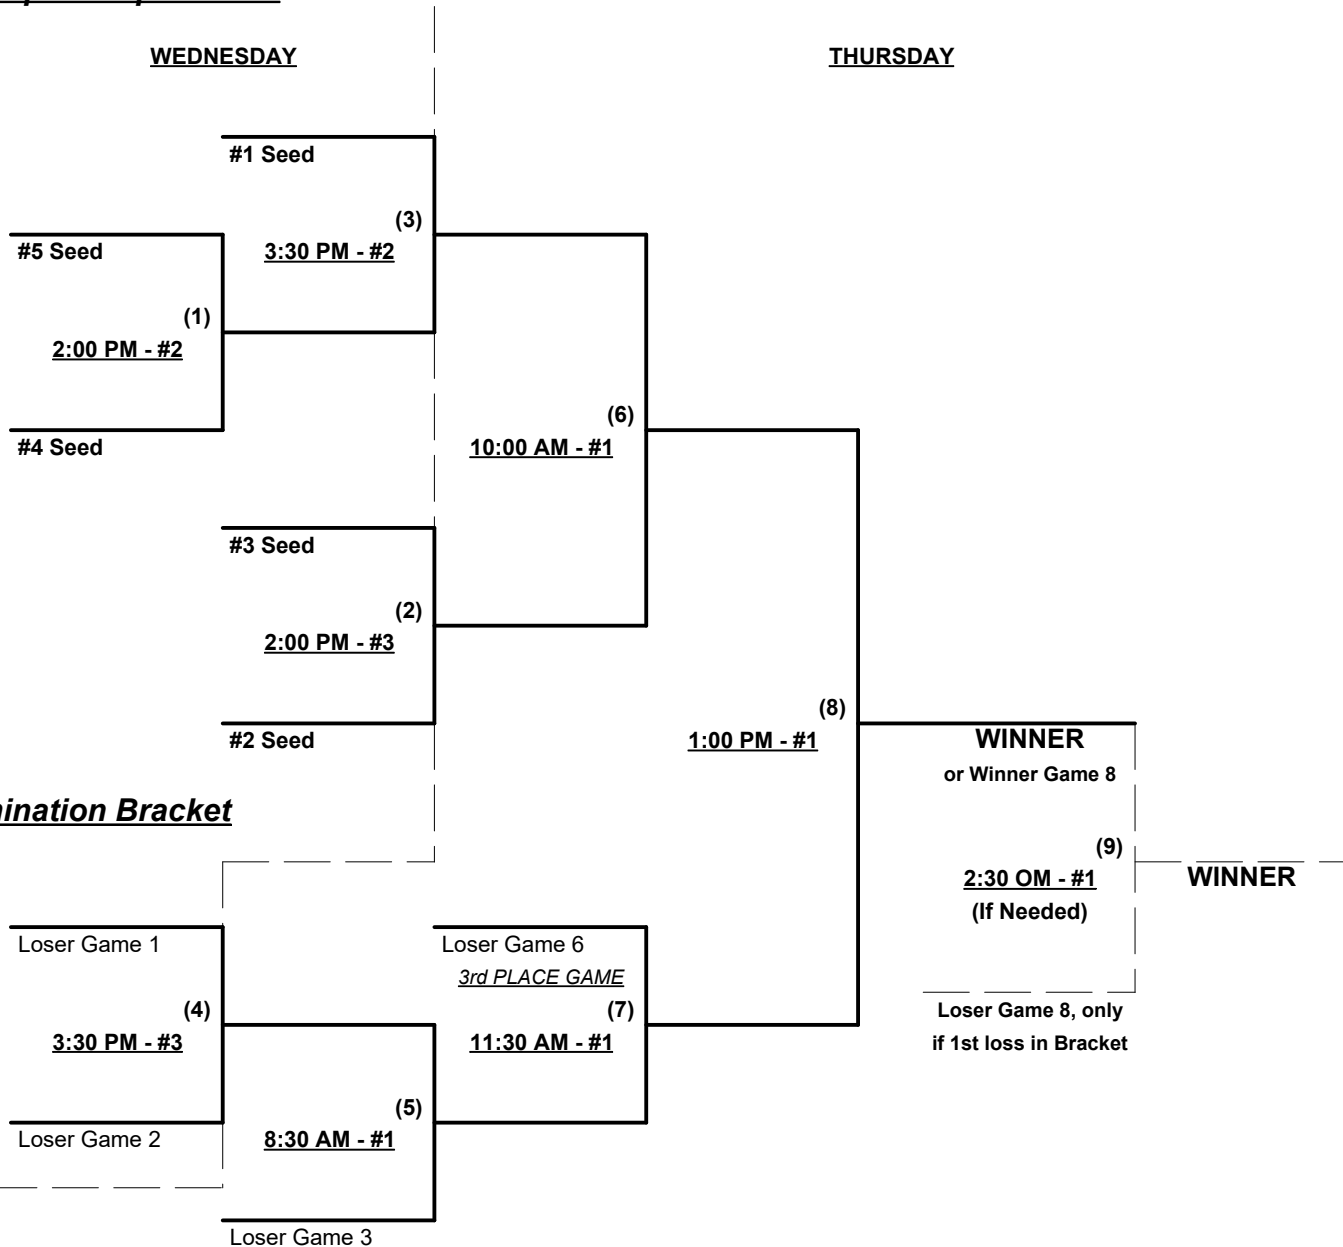 WEDNESDAY
THURSDAY
#1 Seed
(3)
3:30 PM - #2
#5 Seed
(1)
2:00 PM - #2
#4 Seed
(6)
10:00 AM - #1
#3 Seed
(2)
2:00 PM - #3
#2 Seed
(8)
1:00 PM - #1
WINNER
or Winner Game 8
(9)
2:30 OM - #1
(If Needed)
WINNER
Loser Game 8, only
if 1st loss in Bracket
mination Bracket
Loser Game 1
(4)
3:30 PM - #3
Loser Game 2
Loser Game 6
3rd PLACE GAME
(7)
11:30 AM - #1
(5)
8:30 AM - #1
Loser Game 3